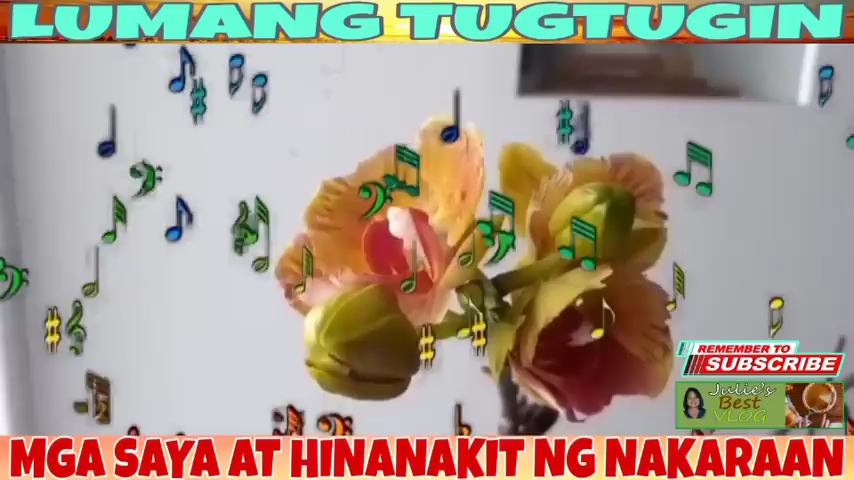 LUMANG TUGTUGIN
REMEMBER TO
SUBSCRIBE
Julie's
Best
VLOG
MGA SAYA AT HINANAKIT NG NAKARAAN